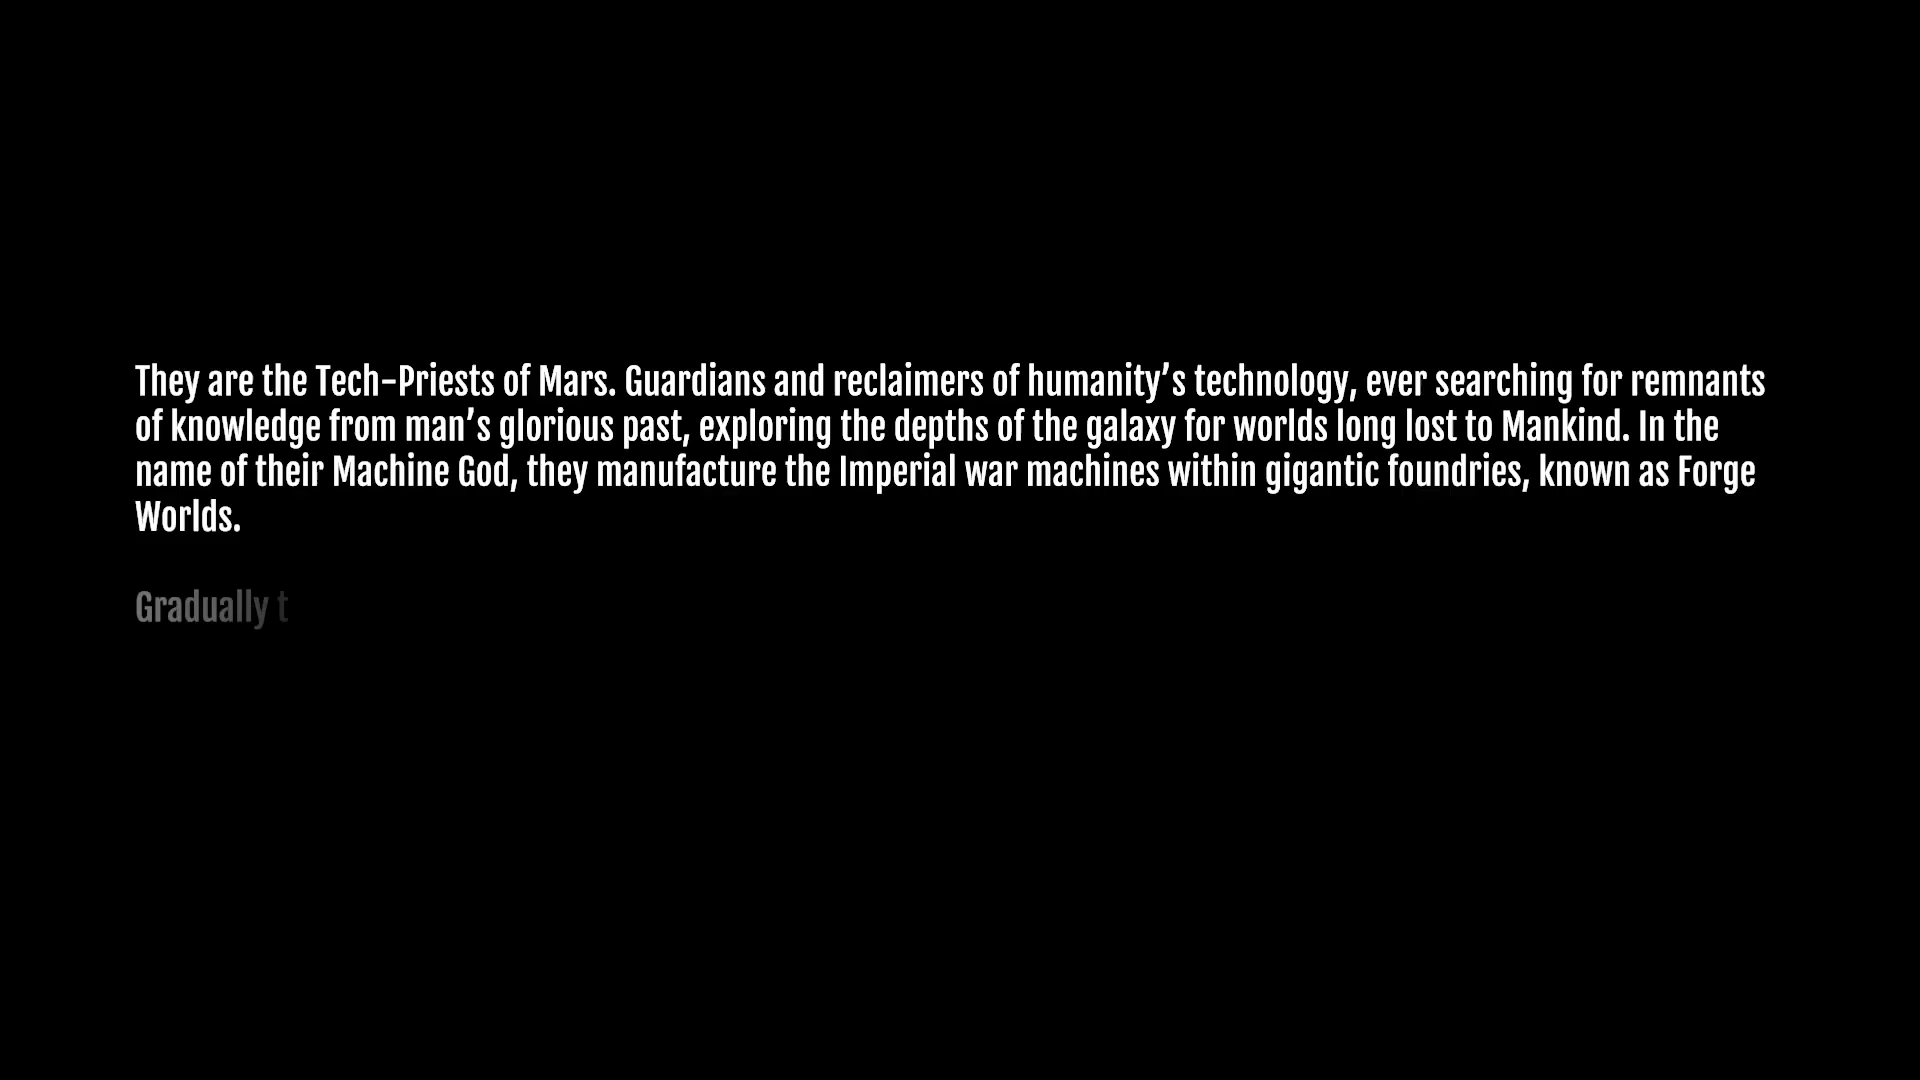 They are the Tech-Priests of Mars. Guardians and reclaimers of humanity’s technology, ever searching for remnants
of knowledge from man’s glorious past, exploring the depths of the galaxy for worlds long lost to Mankind. In the
name of their Machine God, they manufacture the Imperial war machines within gigantic foundries, known as Forge
Worlds.
Gradually t